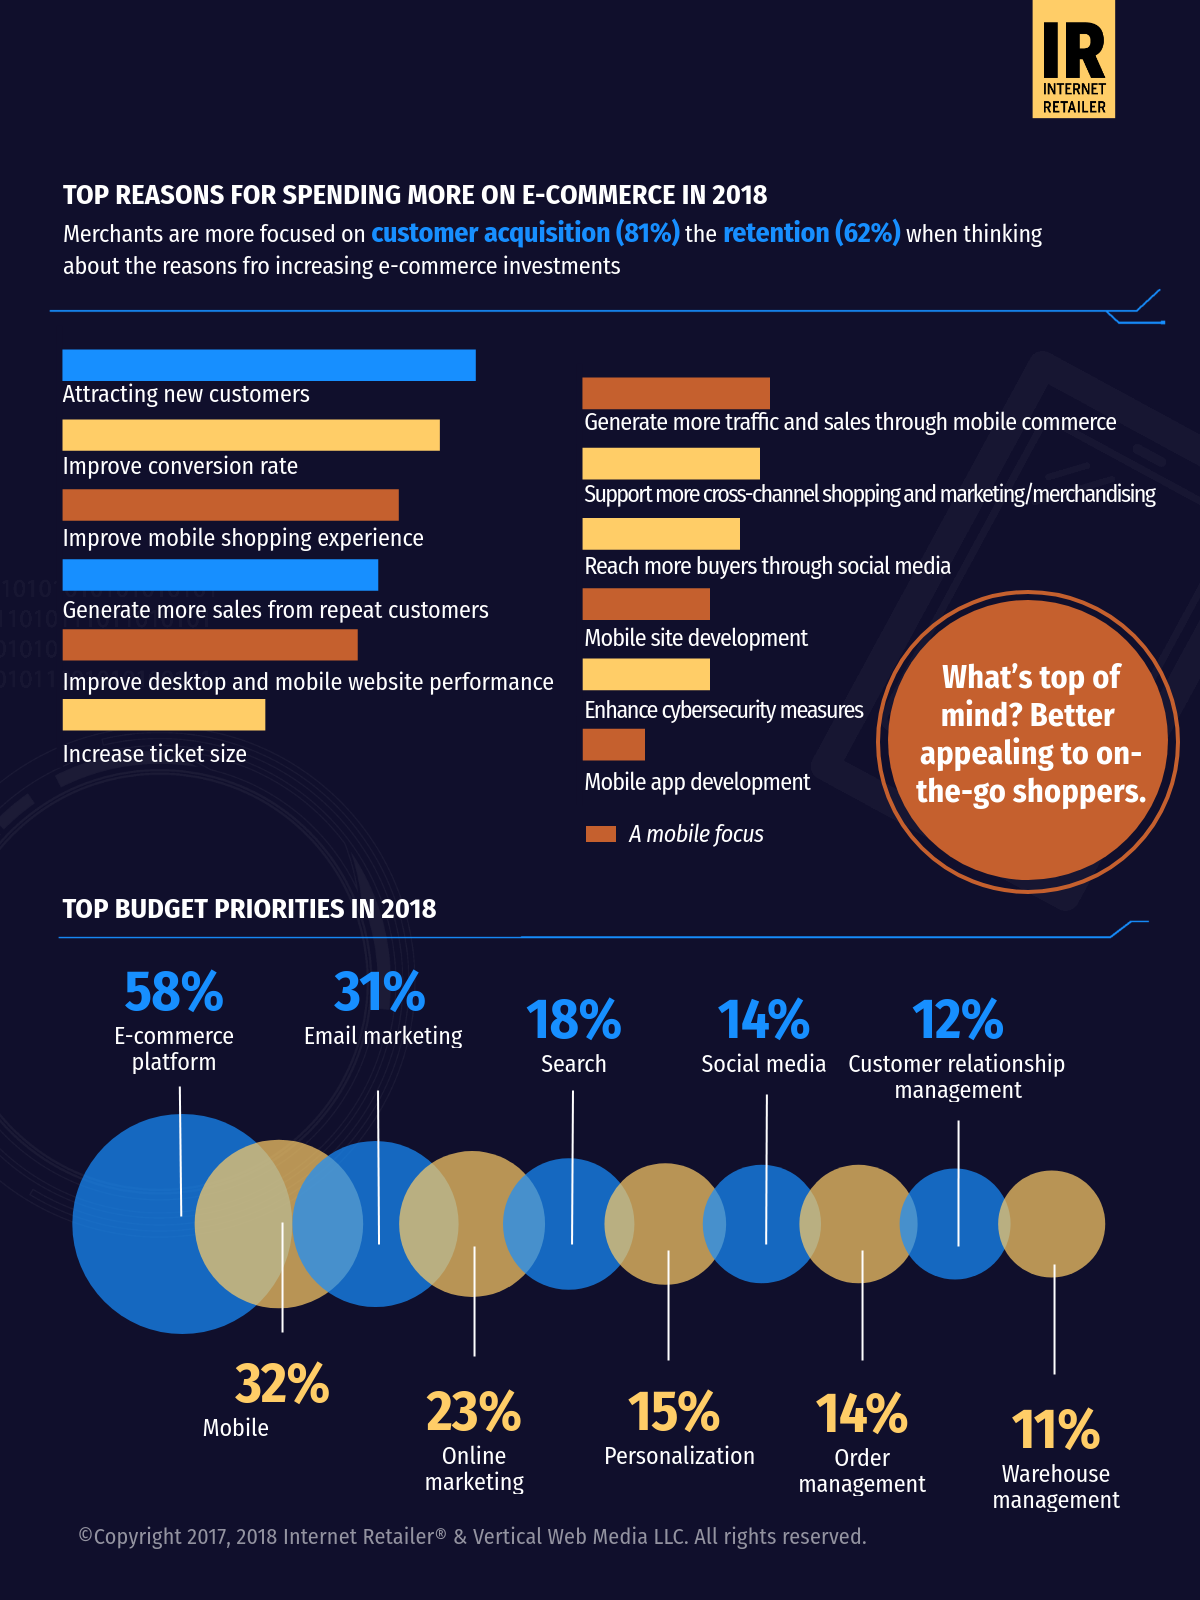 IR
INTERNET
RETAILER
TOP REASONS FOR SPENDING MORE ON E-COMMERCE IN 2018
Merchants are more focused on customer acquisition (81%) the retention (62%) when thinking
about the reasons fro increasing e-commerce investments
Attracting new customers
Improve conversion rate
Improve mobile shopping experience
Generate more sales from repeat customers
Improve desktop and mobile website performance
Increase ticket size
Generate more traffic and sales through mobile commerce
Support more cross-channel shopping and marketing/merchandising
Reach more buyers through social media
Mobile site development
Enhance cybersecurity measures
Mobile app development
A mobile focus
What's top of
mind? Better
appealing to on-
the-go shoppers.
TOP BUDGET PRIORITIES IN 2018
58%
E-commerce
platform
31%
Email marketing
18%
Search
14%
Social media
12%
Customer relationship
management
32%
Mobile
23%
Online
marketing
15%
Personalization
14%
Order
management
11%
Warehouse
management
©Copyright 2017, 2018 Internet Retailer® & Vertical Web Media LLC. All rights reserved.